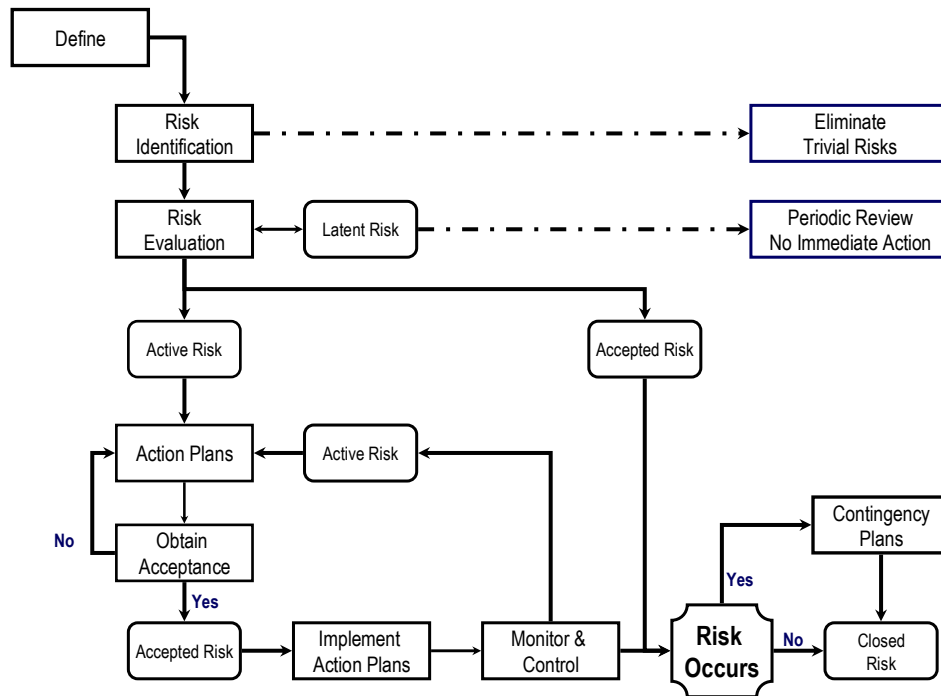 Define
Risk
Identification
Eliminate
Trivial Risks
Risk
Evaluation
Latent Risk
Periodic Review
No Immediate Action
Active Risk
Accepted Risk
Action Plans
Active Risk
No
Obtain
Acceptance
Contingency
Plans
Yes
Yes
Accepted Risk
Implement
Action Plans
Monitor &
Control
Risk
Occurs
No
Closed
Risk